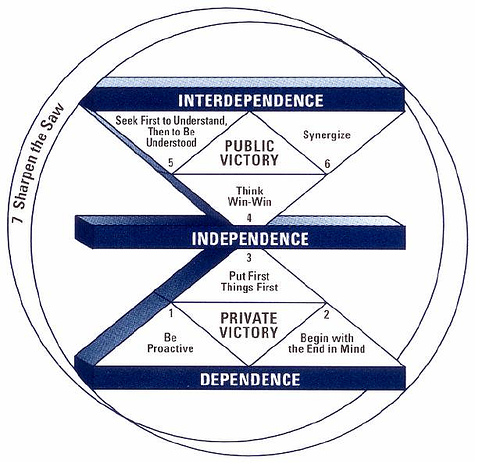 7 Sharpen the Saw
INTERDEPENDENCE
Seek First to Understand,
Then to Be
Understood
5
PUBLIC
VICTORY
Synergize
6
Think
Win-Win
4
INDEPENDENCE
3
Put First
Things First
1
Be
Proactive
PRIVATE
VICTORY
2
Begin with
the End in Mind
DEPENDENCE